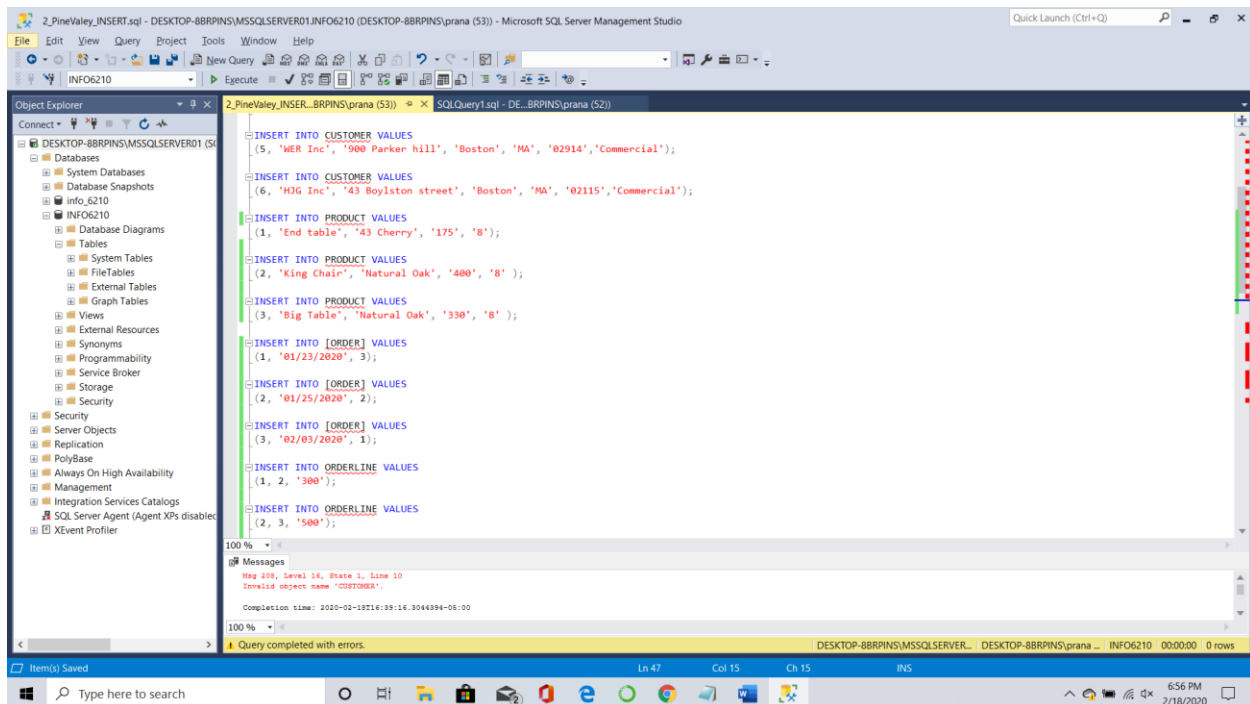 2_PineValey_INSERT.sql - DESKTOP-8BRPINS\MSSQLSERVER01.INFO6210 (DESKTOP-8BRPINS\prana (53)) - Microsoft SQL Server Management Studio
Quick Launch (Ctrl+Q)
File Edit View Query Project Tools Window Help
New Query
INFO6210
Execute
Object Explorer
2_PineValey_INSER...BRPINS\prana (53))
SQLQuery1.sql - DE...BRPINS\prana (52))
Connect
DESKTOP-8BRPINS\MSSQLSERVER01 (SQ
Databases
System Databases
Database Snapshots
info_6210
INFO6210
Database Diagrams
Tables
System Tables
FileTables
External Tables
Graph Tables
Views
External Resources
Synonyms
Programmability
Service Broker
Storage
Security
Security
Server Objects
Replication
PolyBase
Always On High Availability
Management
Integration Services Catalogs
SQL Server Agent (Agent XPs disabled
XEvent Profiler
INSERT INTO CUSTOMER VALUES
(5, 'WER Inc', '900 Parker hill', 'Boston', 'MA', '02914','Commercial');
INSERT INTO CUSTOMER VALUES
(6, 'HJG Inc', '43 Boylston street', 'Boston', 'MA', '02115','Commercial');
INSERT INTO PRODUCT VALUES
(1, 'End table', '43 Cherry', '175', '8');
INSERT INTO PRODUCT VALUES
(2, 'King Chair', 'Natural Oak', '400', '8' );
INSERT INTO PRODUCT VALUES
(3, 'Big Table', 'Natural Oak', '330', '8' );
INSERT INTO [ORDER] VALUES
(1, '01/23/2020', 3);
INSERT INTO [ORDER] VALUES
(2, '01/25/2020', 2);
INSERT INTO [ORDER] VALUES
(3, '02/03/2020', 1);
INSERT INTO ORDERLINE VALUES
(1, 2, '300');
INSERT INTO ORDERLINE VALUES
(2, 3, '500');
100 %
Messages
Msg 208, Level 16, State 1, Line 10
Invalid object name 'CUSTOMER'.
Completion time: 2020-02-18T16:39:16.3044394-05:00
100 %
Query completed with errors.
DESKTOP-8BRPINS\MSSQLSERVER... DESKTOP-8BRPINS\prana ... INFO6210 00:00:00 0 rows
Item(s) Saved
Ln 47 Col 15 Ch 15 INS
Type here to search
6:56 PM
2/18/2020